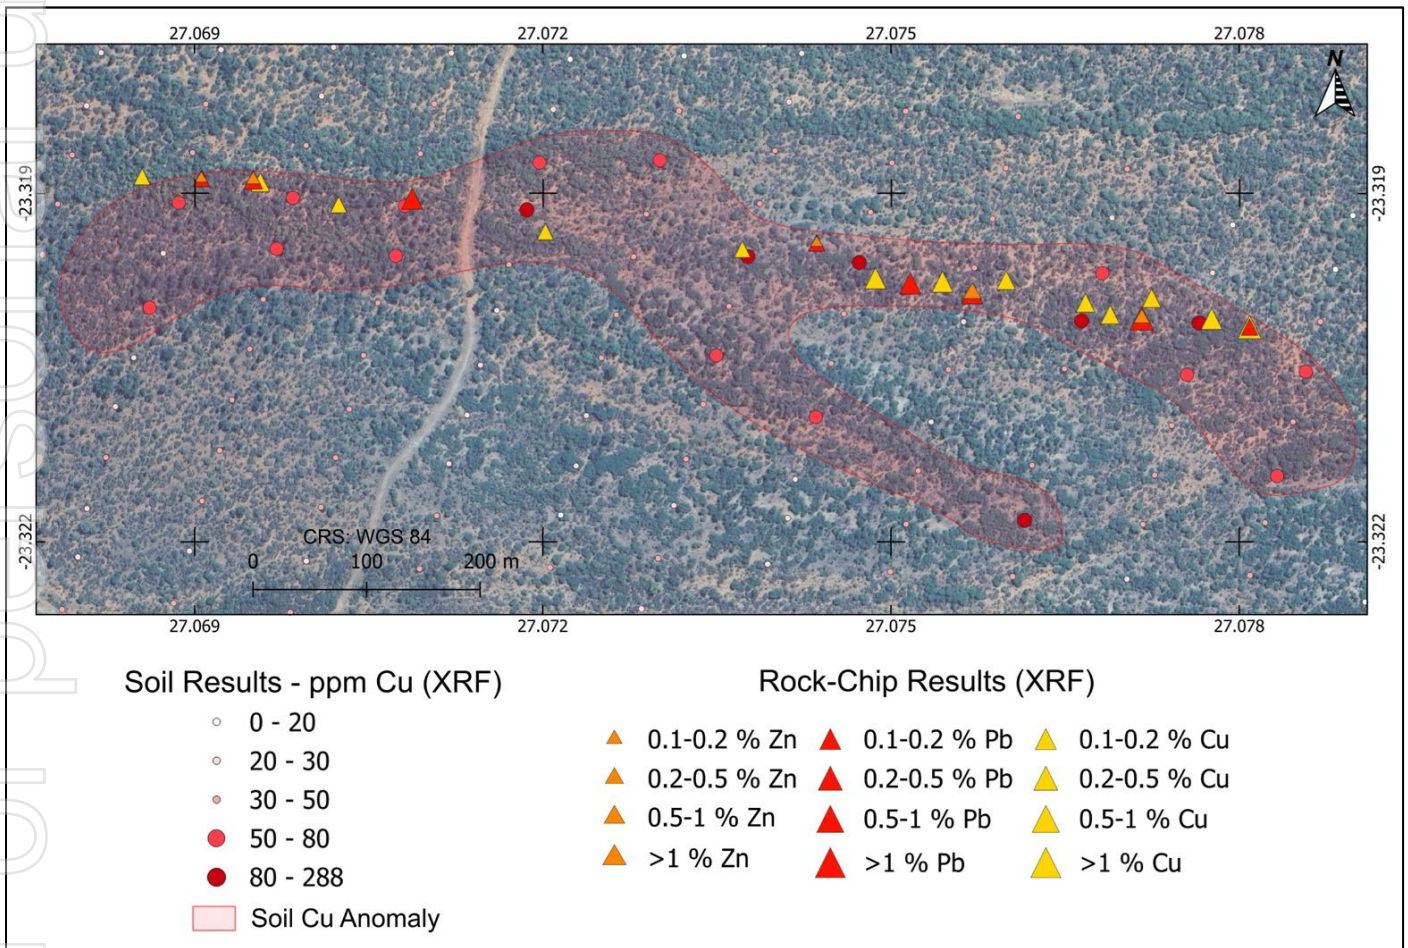 27.069 27.072 27.075 27.078
N
-23.319 -23.319
-23.322 -23.322
CRS: WGS 84
0 100 200 m
27.069 27.072 27.075 27.078
Soil Results - ppm Cu (XRF)
0 - 20
20 - 30
30 - 50
50 - 80
80 - 288
Soil Cu Anomaly
Rock-Chip Results (XRF)
0.1-0.2 % Zn 0.1-0.2 % Pb 0.1-0.2 % Cu
0.2-0.5 % Zn 0.2-0.5 % Pb 0.2-0.5 % Cu
0.5-1 % Zn 0.5-1 % Pb 0.5-1 % Cu
>1 % Zn >1 % Pb >1 % Cu